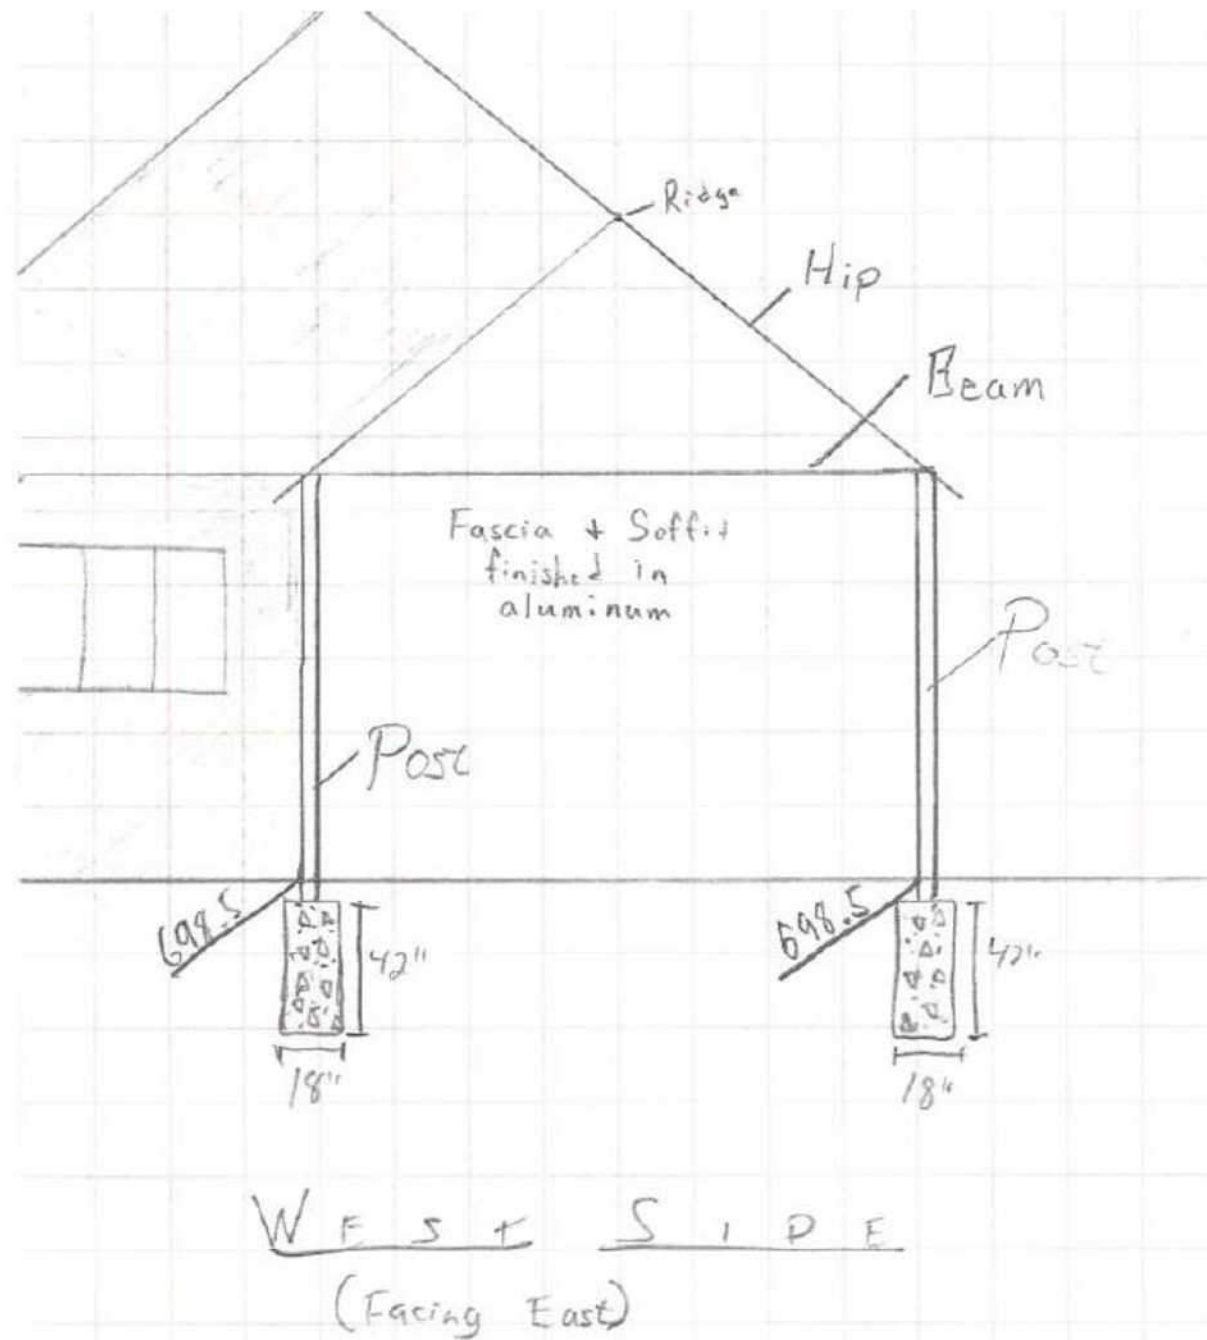 Ridge
Hip
Beam
Fascia + Soffit
finished in
aluminum
Post
Post
698.5
42"
18"
698.5
42"
18"
WEST SIDE
(Facing East)